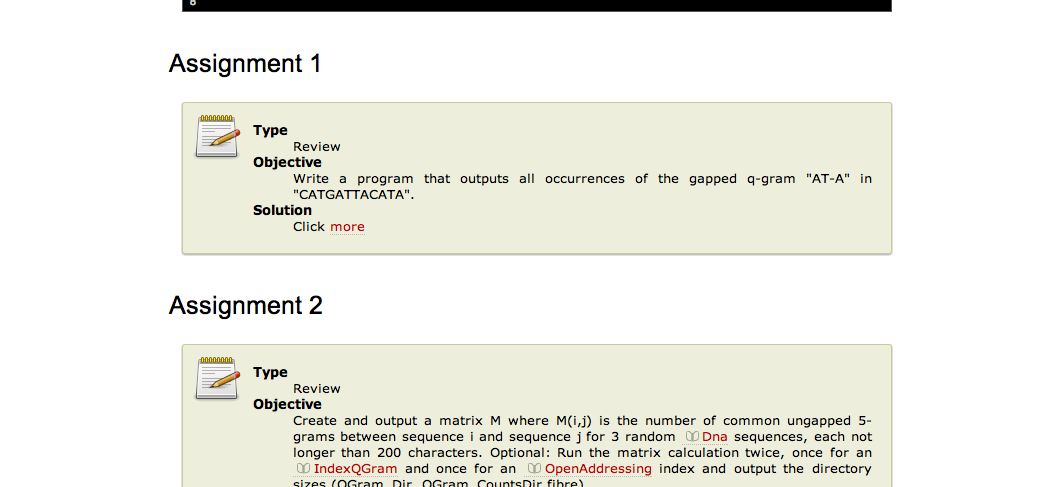 8
Assignment 1
Type
Review
Objective
Write a program that outputs all occurrences of the gapped q-gram "AT-A" in
"CATGATTACATA".
Solution
Click more
Assignment 2
Type
Review
Objective
Create and output a matrix M where M(i,j) is the number of common ungapped 5-
grams between sequence i and sequence j for 3 random Dna sequences, each not
longer than 200 characters. Optional: Run the matrix calculation twice, once for an
IndexQGram and once for an OpenAddressing index and output the directory
sizes (QGram_Dir, QGram_CountsDir fibre).